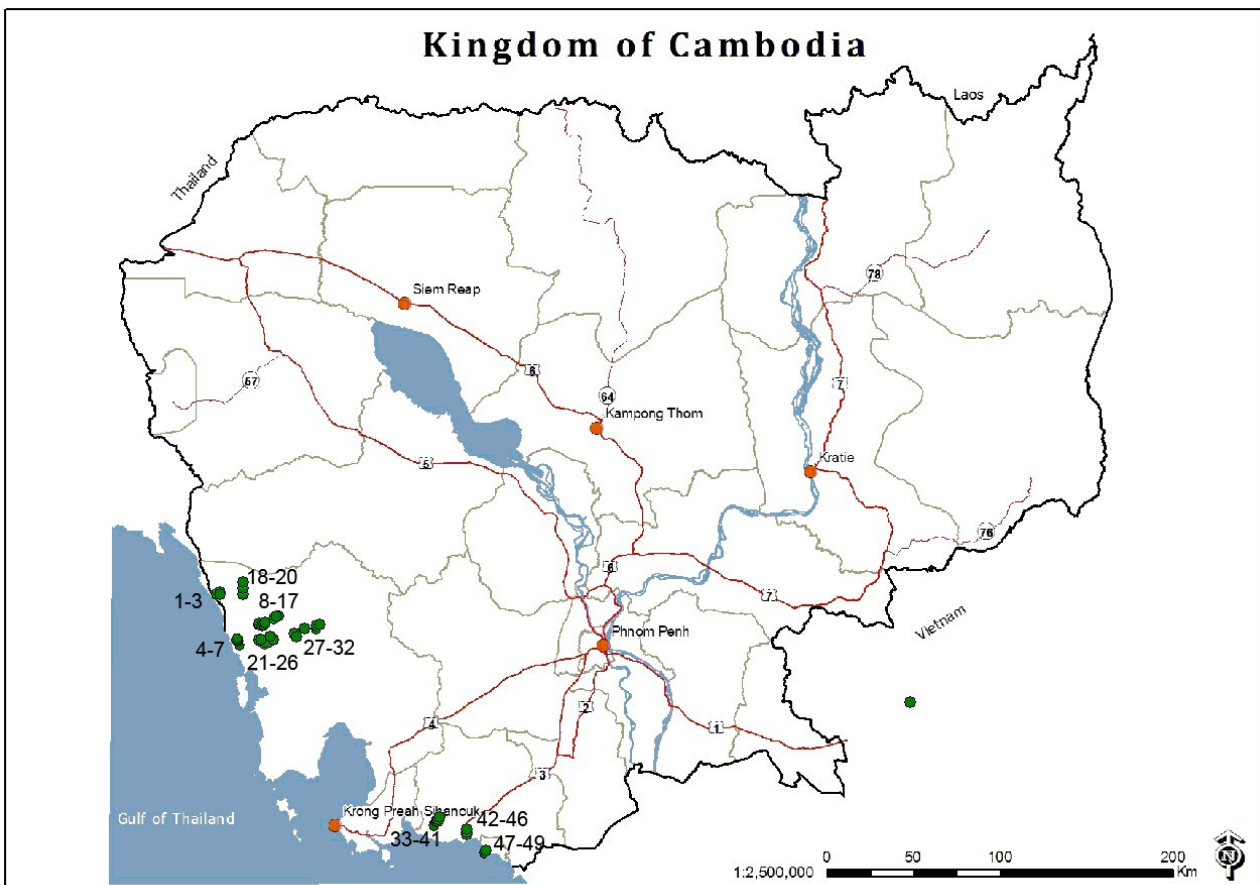 Kingdom of Cambodia
Laos
Thailand
78
Siem Reap
67
6
64
7
Kampong Thom
5
Kratie
76
18-20
1-3
8-17
6
7
Phnom Penh
Vietnam
4-7
27-32
21-26
2
4
1
3
Krong Preah Sihanouk
Gulf of Thailand
42-46
33-41
47-49
N
0 50 100 200
1:2,500,000 Km